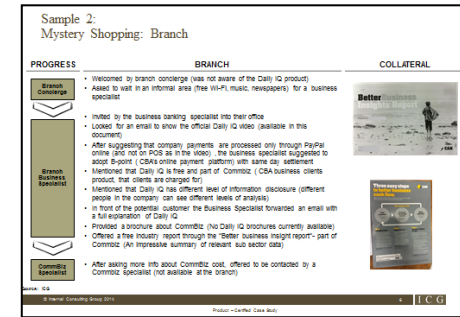 Sample 2:
Mystery Shopping: Branch
PROGRESS
BRANCH
COLLATERAL
Branch
Concierge
• Welcomed by branch concierge (was not aware of the Daily IQ product)
• Asked to wait in an informal area (free Wi-Fi, music, newspapers) for a business
specialist
Branch
Business
Specialist
• Invited by the business banking specialist into their office
• Looked for an email to show the official Daily IQ video (available in this
document)
• After suggesting that company payments are processed only through PayPal
online (and not on POS as in the video), the business specialist suggested to
adopt B-point ( CBA's online payment platform) with same day settlement
• Mentioned that Daily IQ is free and part of Commbiz ( CBA business clients
product, that clients are charged for)
• Mentioned that Daily IQ has different level of information disclosure (different
people in the company can see different levels of analysis)
• In front of the potential customer the Business Specialist forwarded an email with
a full explanation of Daily IQ
• Provided a brochure about CommBiz (No Daily IQ brochures currently available)
• Offered a free industry report through the "Better business insight report"- part of
Commbiz (An impressive summary of relevant sub sector data)
CommBiz
Specialist
• After asking more info about CommBiz cost, offered to be contacted by a
Commbiz specialist (not available at the branch)
Better Business
Insights Report
Three easy steps
Source: ICG
© Internal Consulting Group 2015
ICG
Product – Certified Case Study